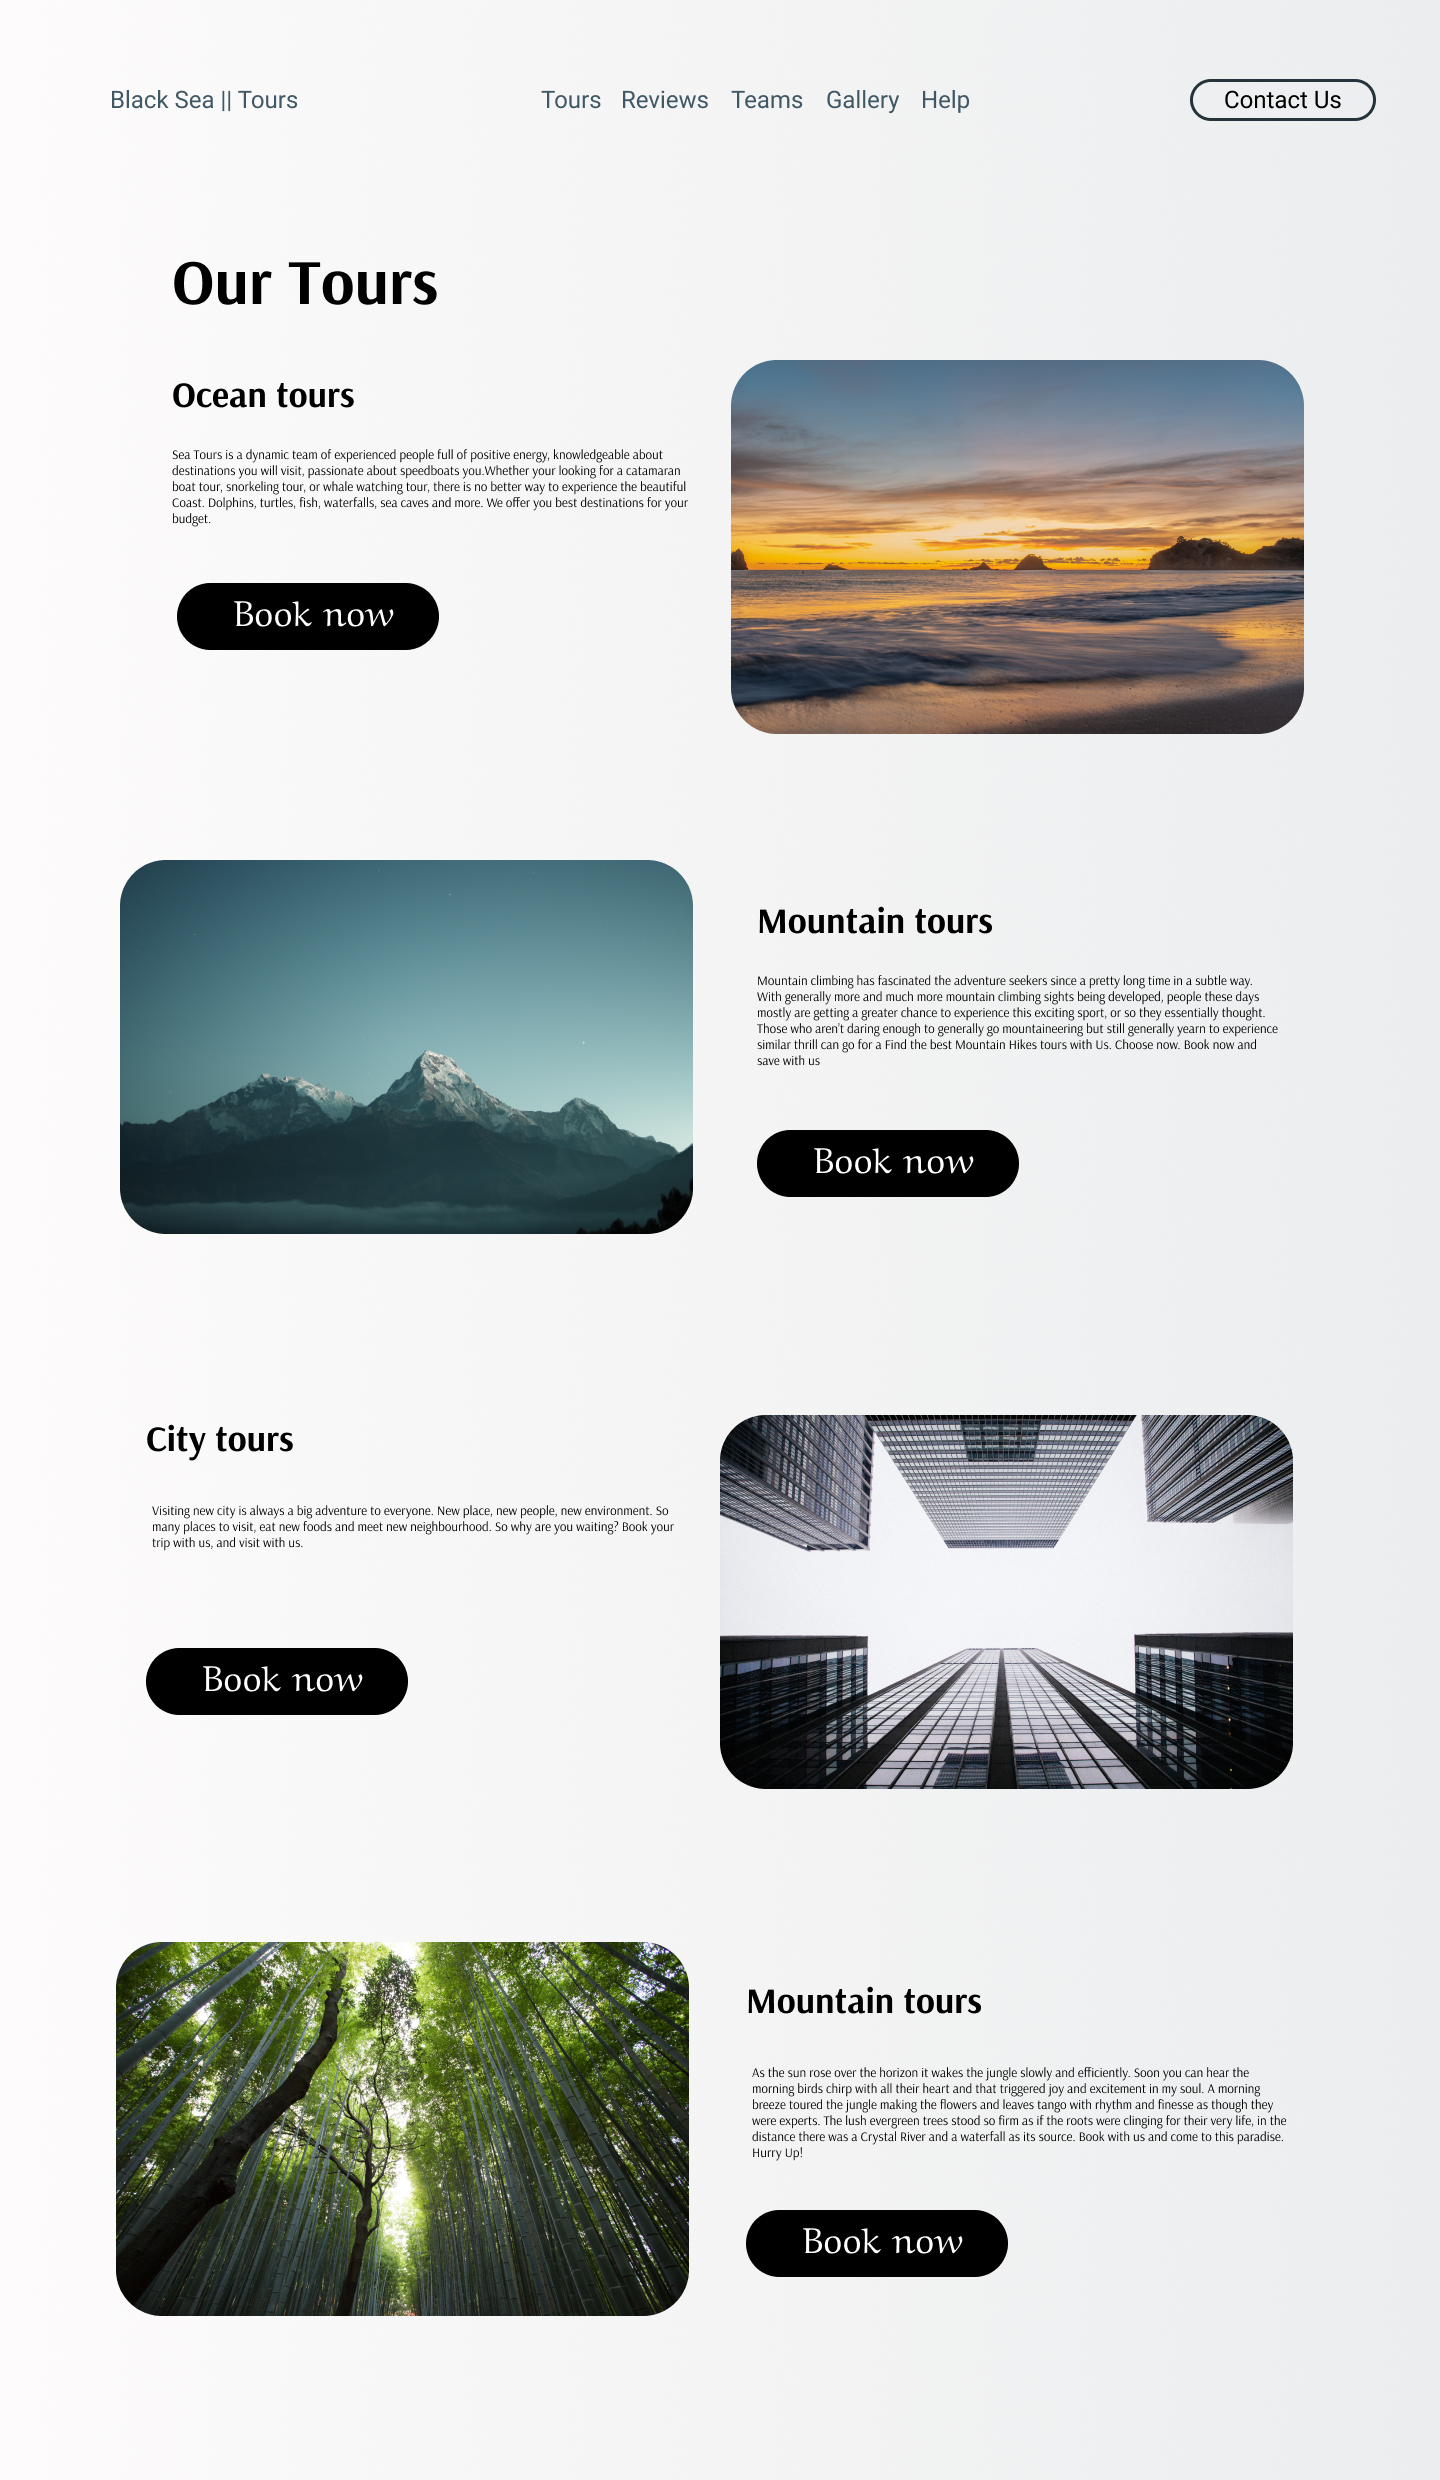 Black Sea || Tours
Tours Reviews Teams Gallery Help
Contact Us
Our Tours
Ocean tours
Sea Tours is a dynamic team of experienced people full of positive energy, knowledgeable about
destinations you will visit, passionate about speedboats you.Whether your looking for a catamaran
boat tour, snorkeling tour, or whale watching tour, there is no better way to experience the beautiful
Coast. Dolphins, turtles, fish, waterfalls, sea caves and more. We offer you best destinations for your
budget.
Book now
Mountain tours
Mountain climbing has fascinated the adventure seekers since a pretty long time in a subtle way.
With generally more and much more mountain climbing sights being developed, people these days
mostly are getting a greater chance to experience this exciting sport, or so they essentially thought.
Those who aren't daring enough to generally go mountaineering but still generally yearn to experience
similar thrill can go for a Find the best Mountain Hikes tours with Us. Choose now. Book now and
save with us
Book now
City tours
Visiting new city is always a big adventure to everyone. New place, new people, new environment. So
many places to visit, eat new foods and meet new neighbourhood. So why are you waiting? Book your
trip with us, and visit with us.
Book now
Mountain tours
As the sun rose over the horizon it wakes the jungle slowly and efficiently. Soon you can hear the
morning birds chirp with all their heart and that triggered joy and excitement in my soul. A morning
breeze toured the jungle making the flowers and leaves tango with rhythm and finesse as though they
were experts. The lush evergreen trees stood so firm as if the roots were clinging for their very life, in the
distance there was a Crystal River and a waterfall as its source. Book with us and come to this paradise.
Hurry Up!
Book now